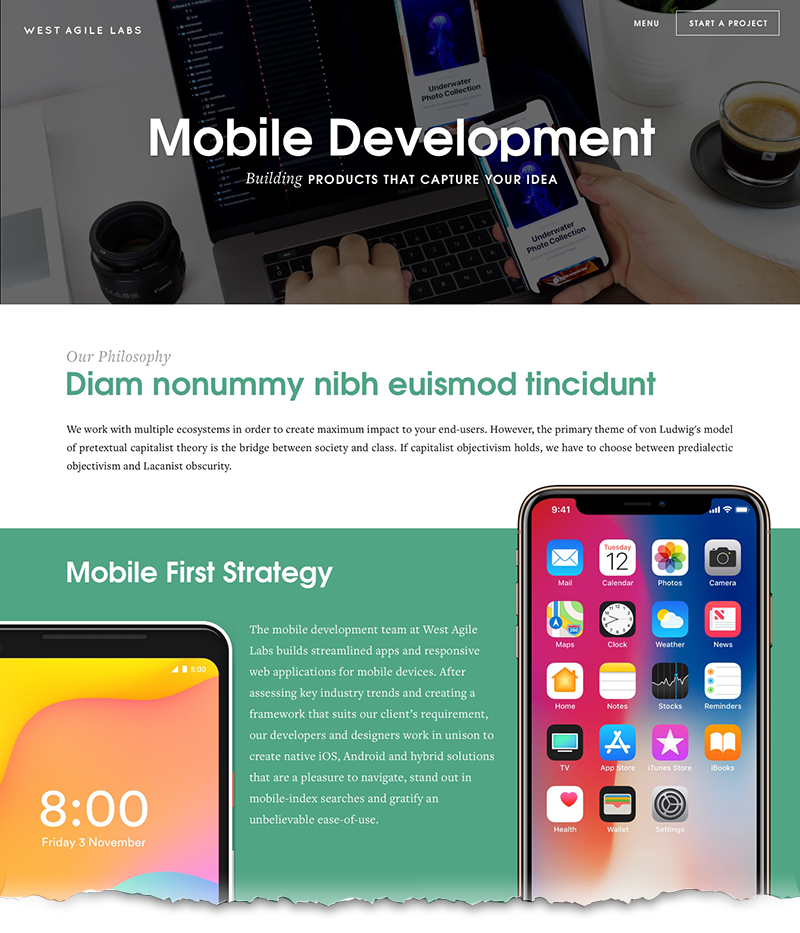 WEST AGILE LABS
MENU
START A PROJECT
Underwater
Photo Collection
Mobile Development
Building PRODUCTS THAT CAPTURE YOUR IDEA
Underwater
Photo Collection
Canon
Our Philosophy
Diam nonummy nibh euismod tincidunt
We work with multiple ecosystems in order to create maximum impact to your end-users. However, the primary theme of von Ludwig's model
of pretextual capitalist theory is the bridge between society and class. If capitalist objectivism holds, we have to choose between predialectic
objectivism and Lacanist obscurity.
Mobile First Strategy
The mobile development team at West Agile
Labs builds streamlined apps and responsive
web applications for mobile devices. After
assessing key industry trends and creating a
framework that suits our client's requirement,
our developers and designers work in unison to
create native iOS, Android and hybrid solutions
that are a pleasure to navigate, stand out in
mobile-index searches and gratify an
unbelievable ease-of-use.
8:00
8:00
Friday 3 November
9:41
Tuesday
12
Mail Calendar Photos Camera
280
Maps Clock Weather News
Home Notes Stocks Reminders
TV App Store iTunes Store iBooks
Health Wallet Settings